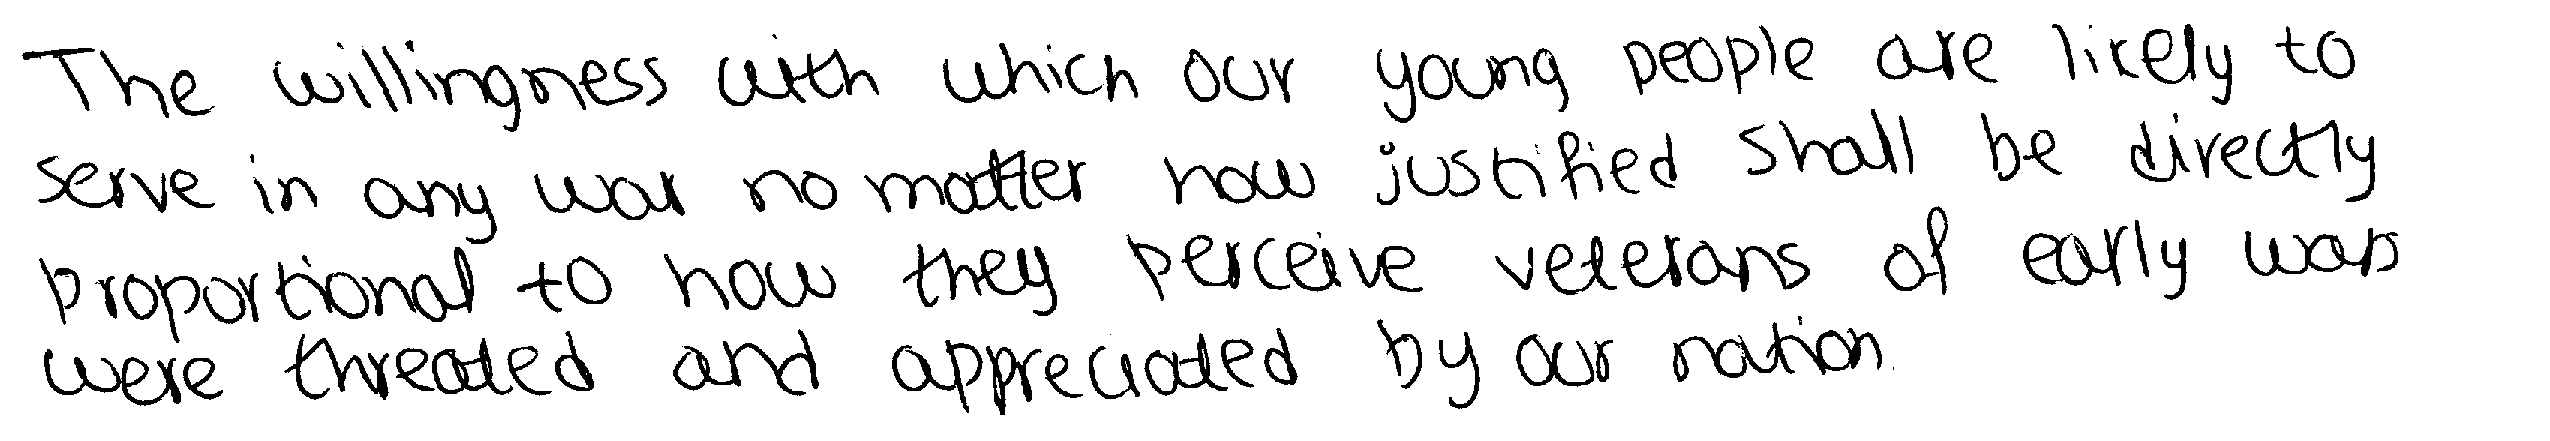 The willingness with which our young people are likely to
serve in any war no matter how justified shall be directly
proportional to how they perceive veterans of early wars
were threated and appreciated by our nation.